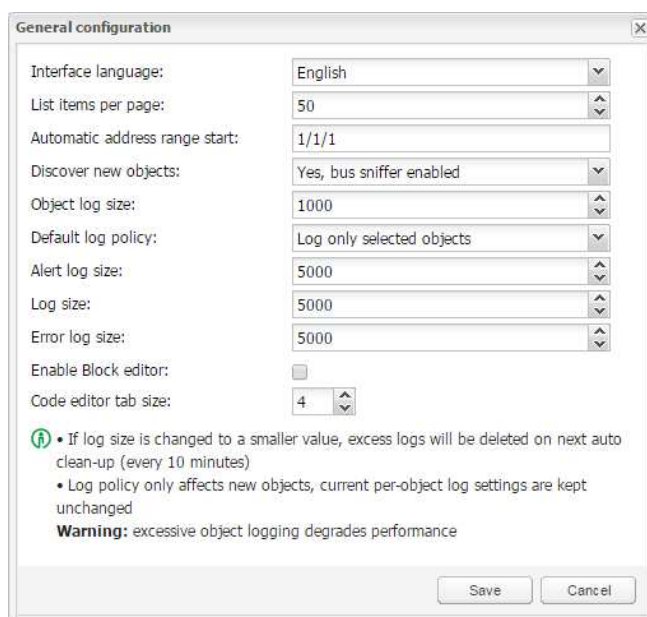 General configuration
Interface language: English
List items per page: 50
Automatic address range start: 1/1/1
Discover new objects: Yes, bus sniffer enabled
Object log size: 1000
Default log policy: Log only selected objects
Alert log size: 5000
Log size: 5000
Error log size: 5000
Enable Block editor:
Code editor tab size: 4
• If log size is changed to a smaller value, excess logs will be deleted on next auto
clean-up (every 10 minutes)
• Log policy only affects new objects, current per-object log settings are kept
unchanged
Warning: excessive object logging degrades performance
Save Cancel